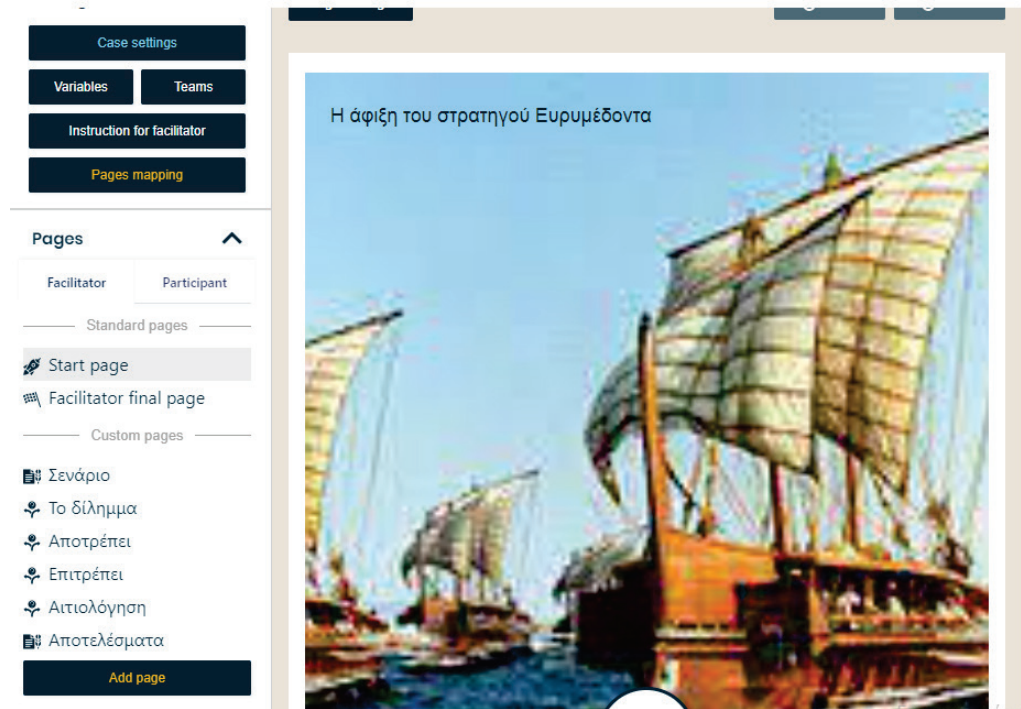 Case settings
Variables
Teams
Instruction for facilitator
Pages mapping
Pages
Facilitator
Participant
Standard pages
Start page
Facilitator final page
Custom pages
Σενάριο
Το δίλημμα
Αποτρέπει
Επιτρέπει
Αιτιολόγηση
Αποτελέσματα
Add page
Η άφιξη του στρατηγού Ευρυμέδοντα